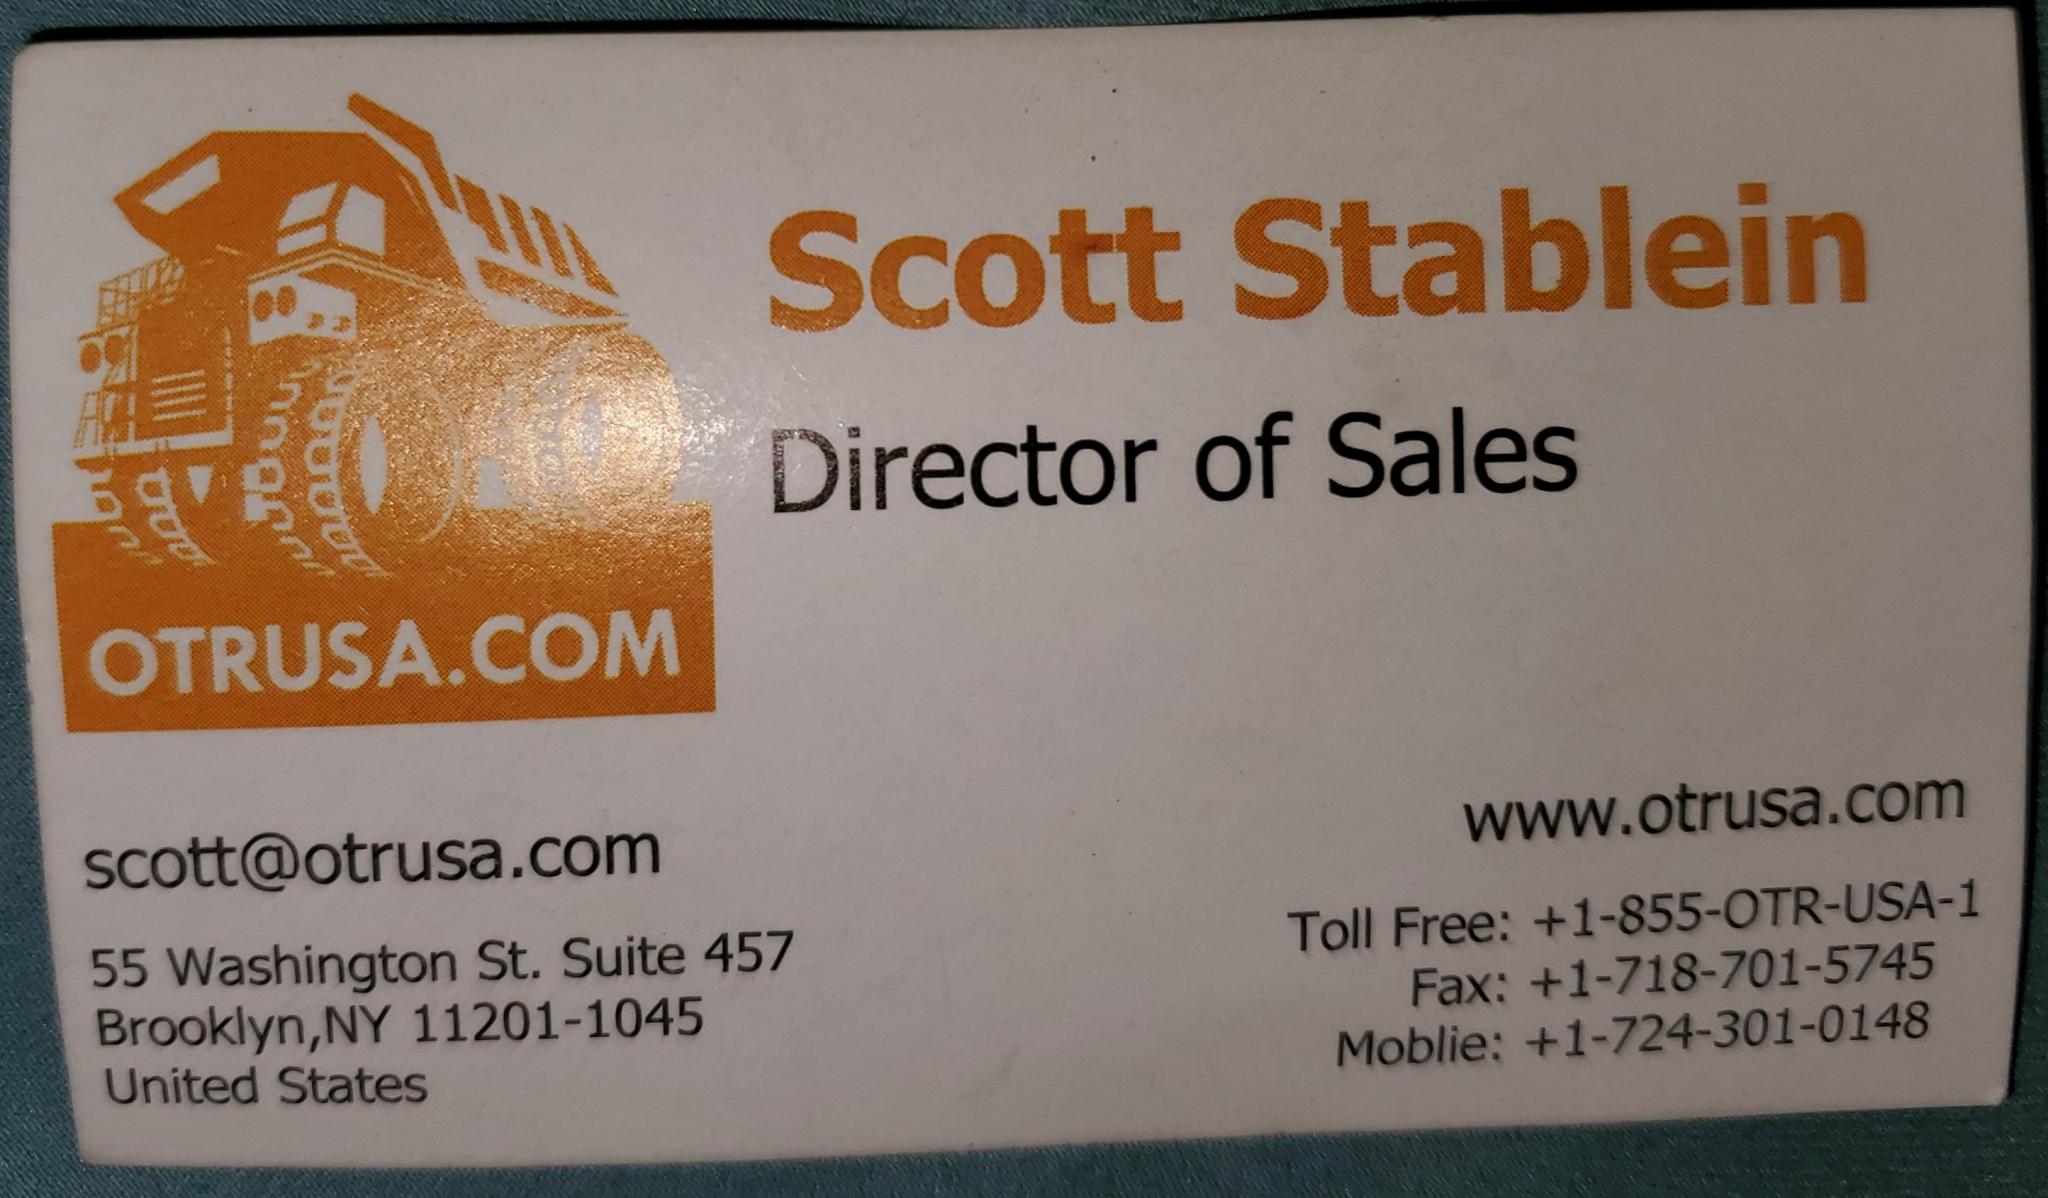 Scott Stablein
Director of Sales
OTRUSA.COM
scott@otrusa.com
55 Washington St. Suite 457
Brooklyn,NY 11201-1045
United States
www.otrusa.com
Toll Free: +1-855-OTR-USA-1
Fax: +1-718-701-5745
Moblie: +1-724-301-0148